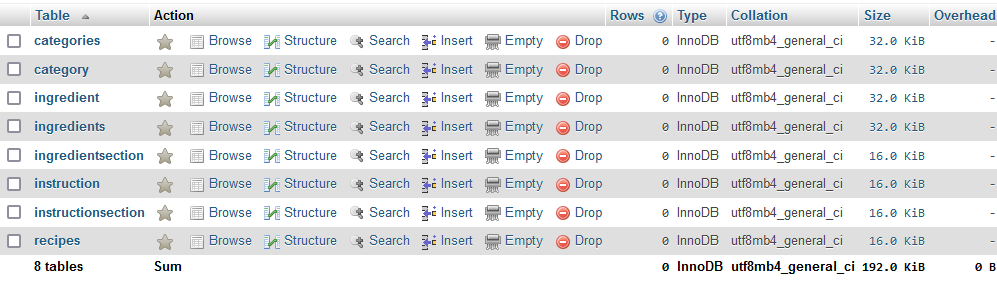 Table Action Rows Type Collation Size Overhead
categories Browse Structure Search Insert Empty Drop 0 InnoDB utf8mb4_general_ci 32.0 KiB -
category Browse Structure Search Insert Empty Drop 0 InnoDB utf8mb4_general_ci 32.0 KiB -
ingredient Browse Structure Search Insert Empty Drop 0 InnoDB utf8mb4_general_ci 32.0 KiB -
ingredients Browse Structure Search Insert Empty Drop 0 InnoDB utf8mb4_general_ci 32.0 KiB -
ingredientsection Browse Structure Search Insert Empty Drop 0 InnoDB utf8mb4_general_ci 16.0 KiB -
instruction Browse Structure Search Insert Empty Drop 0 InnoDB utf8mb4_general_ci 16.0 KiB -
instructionsection Browse Structure Search Insert Empty Drop 0 InnoDB utf8mb4_general_ci 16.0 KiB -
recipes Browse Structure Search Insert Empty Drop 0 InnoDB utf8mb4_general_ci 16.0 KiB -
8 tables Sum 0 InnoDB utf8mb4_general_ci 192.0 KiB 0 B